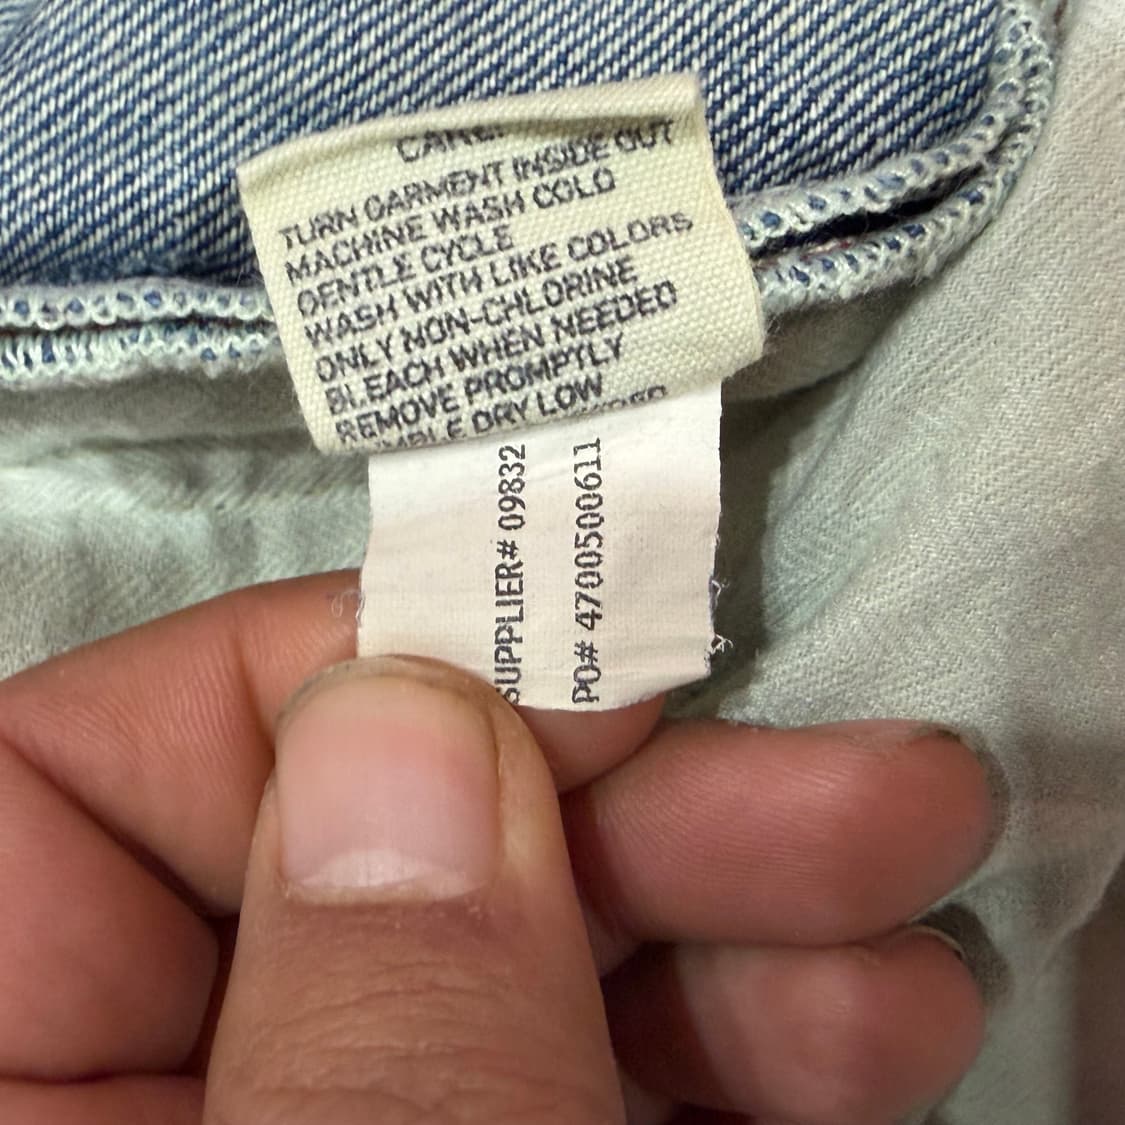 CARE:
TURN GARMENT INSIDE OUT
MACHINE WASH COLD
GENTLE CYCLE
WASH WITH LIKE COLORS
ONLY NON-CHLORINE
BLEACH WHEN NEEDED
REMOVE PROMPTLY
TUMBLE DRY LOW
SUPPLIER# 09832
PO# 4700500611